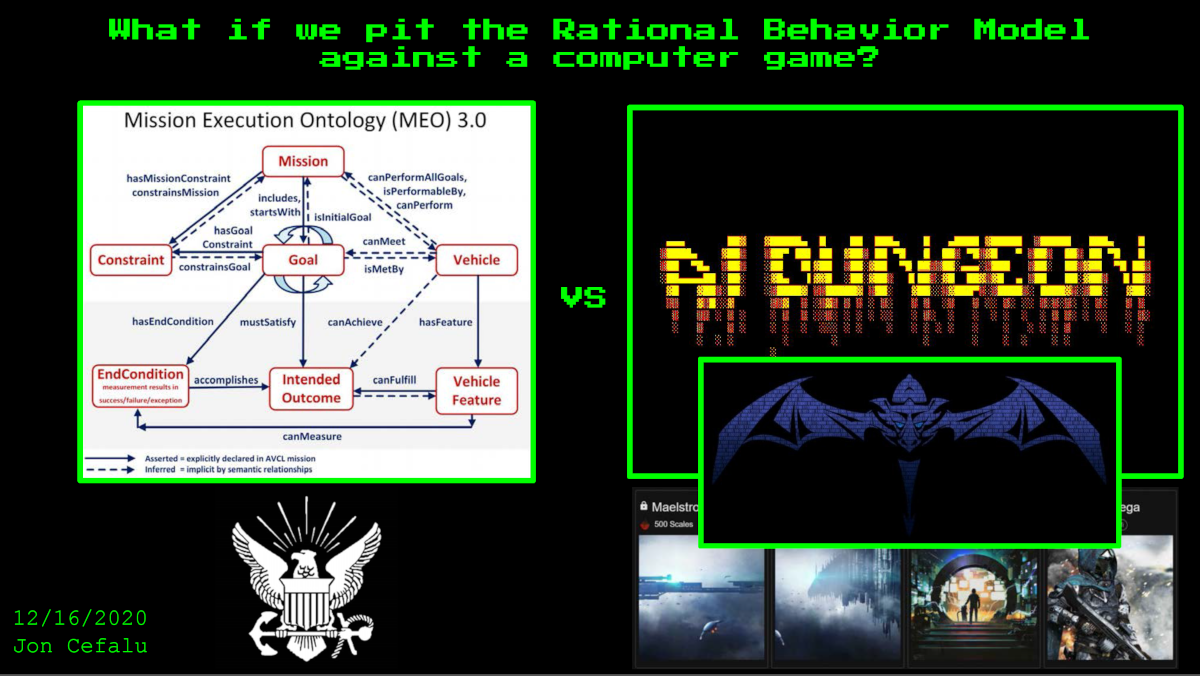 What if we pit the Rational Behavior Model
against a computer game?
Mission Execution Ontology (MEO) 3.0
Mission
hasMissionConstraint
constrainsMission
includes,
startsWith
isInitialGoal
canPerformAllGoals,
isPerformableBy,
canPerform
hasGoal
Constraint
constrainsGoal
Constraint
Goal
canMeet
isMetBy
Vehicle
hasEndCondition
mustSatisfy
canAchieve
hasFeature
EndCondition
measurement results in
success/failure/exception
accomplishes
Intended
Outcome
canFulfill
Vehicle
Feature
canMeasure
Asserted = explicitly declared in AVCL mission
Inferred = implicit by semantic relationships
vs
AI DUNGEON
Maelstro
ega
500 Scales
12/16/2020
Jon Cefalu